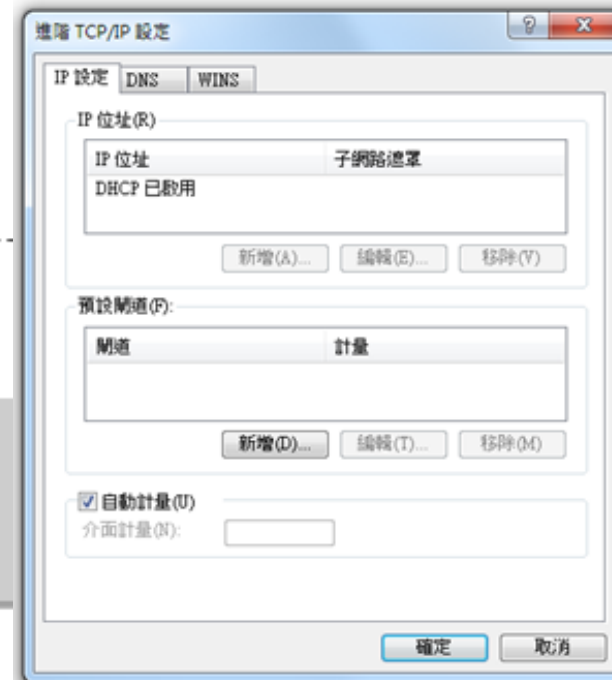 進階 TCP/IP 設定
IP 設定 DNS WINS
IP 位址(R)
IP 位址 子網路遮罩
DHCP 已啟用
新增(A)... 編輯(E)... 移除(V)
預設閘道(F):
閘道 計量
新增(D)... 編輯(T)... 移除(M)
自動計量(U)
介面計量(N):
確定 取消